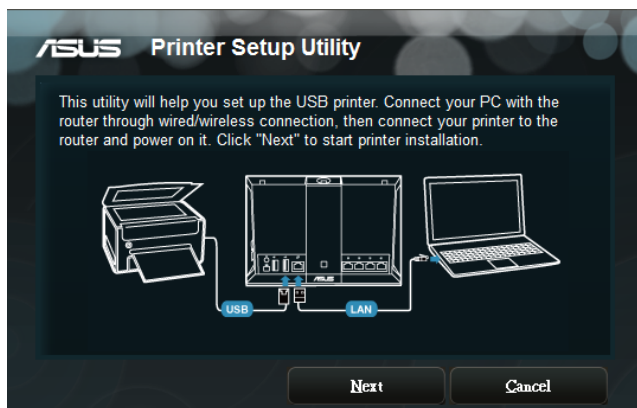 ASUS Printer Setup Utility
This utility will help you set up the USB printer. Connect your PC with the
router through wired/wireless connection, then connect your printer to the
router and power on it. Click "Next" to start printer installation.
ASUS
USB
LAN
Next
Cancel